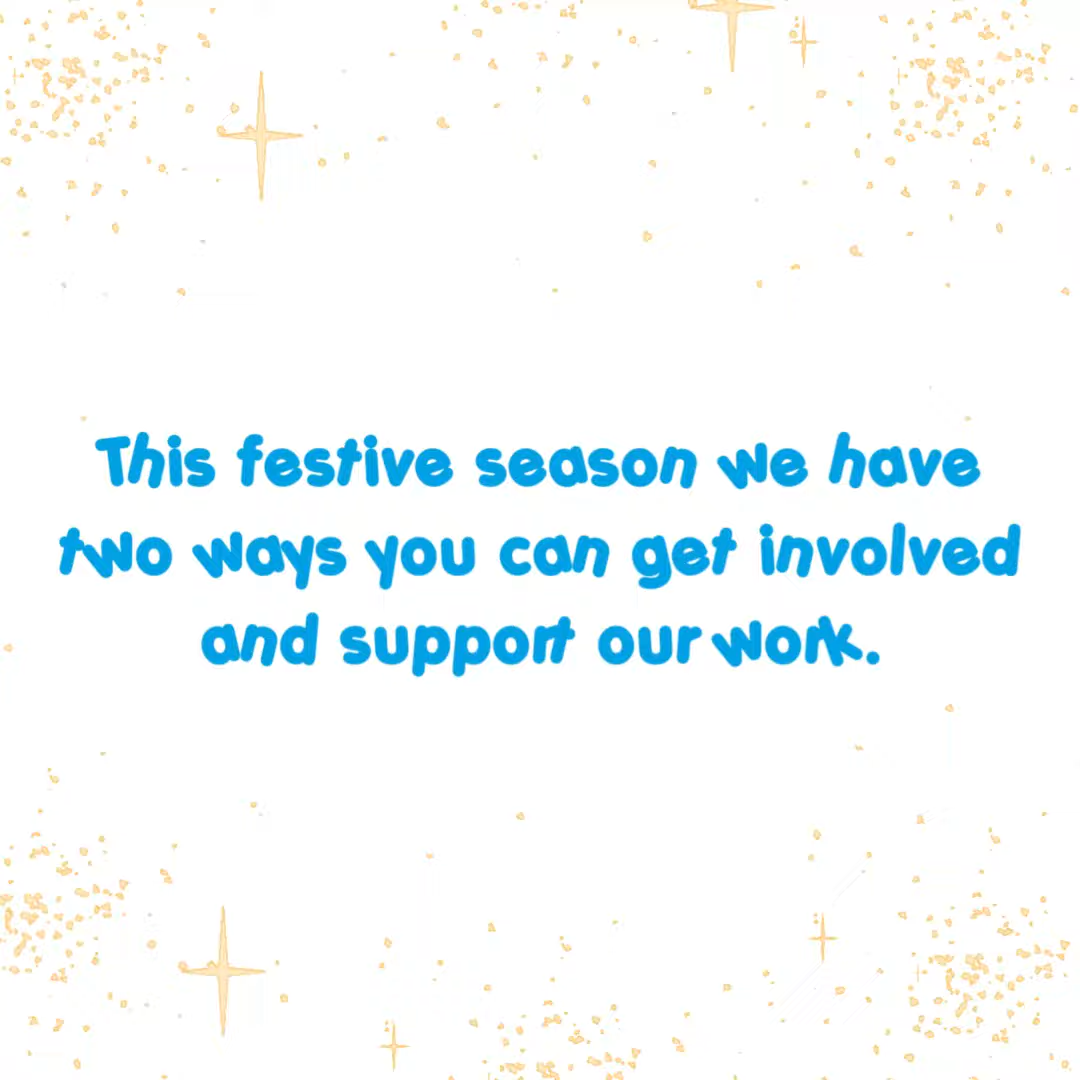 This festive season we have
two ways you can get involved
and support our work.